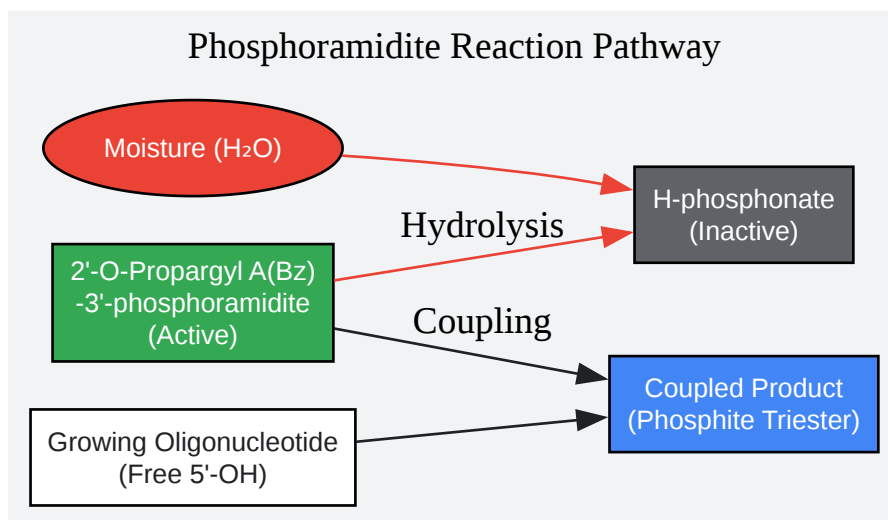 Phosphoramidite Reaction Pathway
Moisture (H₂O)
H-phosphonate
(Inactive)
Hydrolysis
2'-O-Propargyl A(Bz)
-3'-phosphoramidite
(Active)
Coupling
Coupled Product
(Phosphite Triester)
Growing Oligonucleotide
(Free 5'-OH)